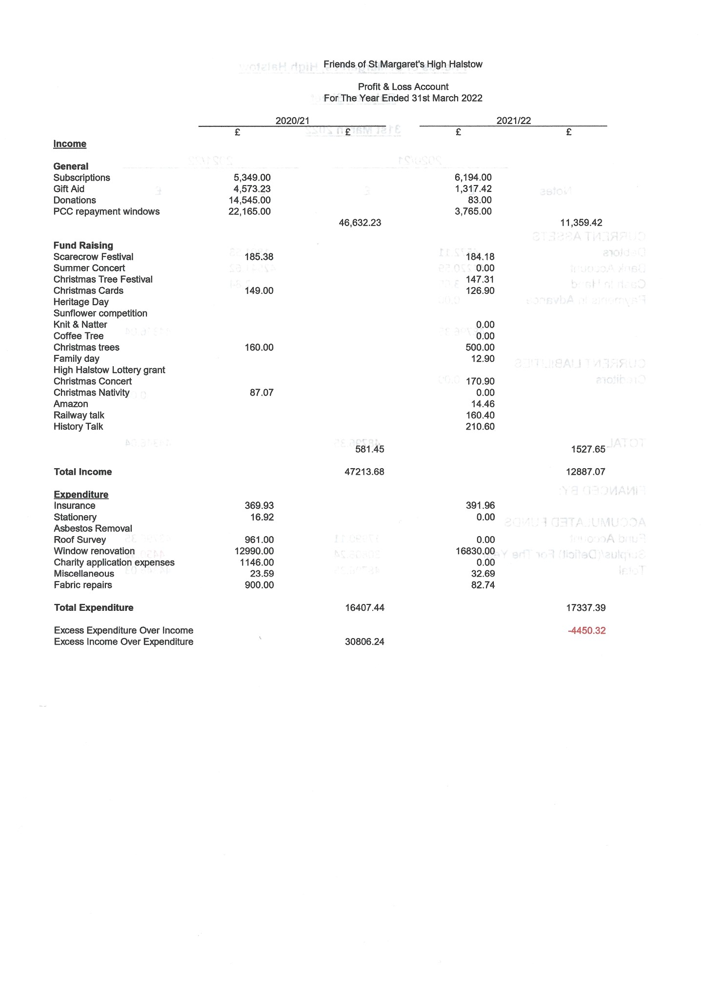 Friends of St Margaret's High Halstow
Profit & Loss Account
For The Year Ended 31st March 2022
2020/21 2021/22
£ £ £ £
Income
General
Subscriptions 5,349.00 6,194.00
Gift Aid 4,573.23 1,317.42
Donations 14,545.00 83.00
PCC repayment windows 22,165.00 3,765.00
46,632.23 11,359.42
Fund Raising
Scarecrow Festival 185.38 184.18
Summer Concert 0.00
Christmas Tree Festival 147.31
Christmas Cards 149.00 126.90
Heritage Day
Sunflower competition
Knit & Natter 0.00
Coffee Tree 0.00
Christmas trees 160.00 500.00
Family day 12.90
High Halstow Lottery grant
Christmas Concert 170.90
Christmas Nativity 87.07 0.00
Amazon 14.46
Railway talk 160.40
History Talk 210.60
581.45 1527.65
Total Income 47213.68 12887.07
Expenditure
Insurance 369.93 391.96
Stationery 16.92 0.00
Asbestos Removal
Roof Survey 961.00 0.00
Window renovation 12990.00 16830.00
Charity application expenses 1146.00 0.00
Miscellaneous 23.59 32.69
Fabric repairs 900.00 82.74
Total Expenditure 16407.44 17337.39
Excess Expenditure Over Income -4450.32
Excess Income Over Expenditure 30806.24